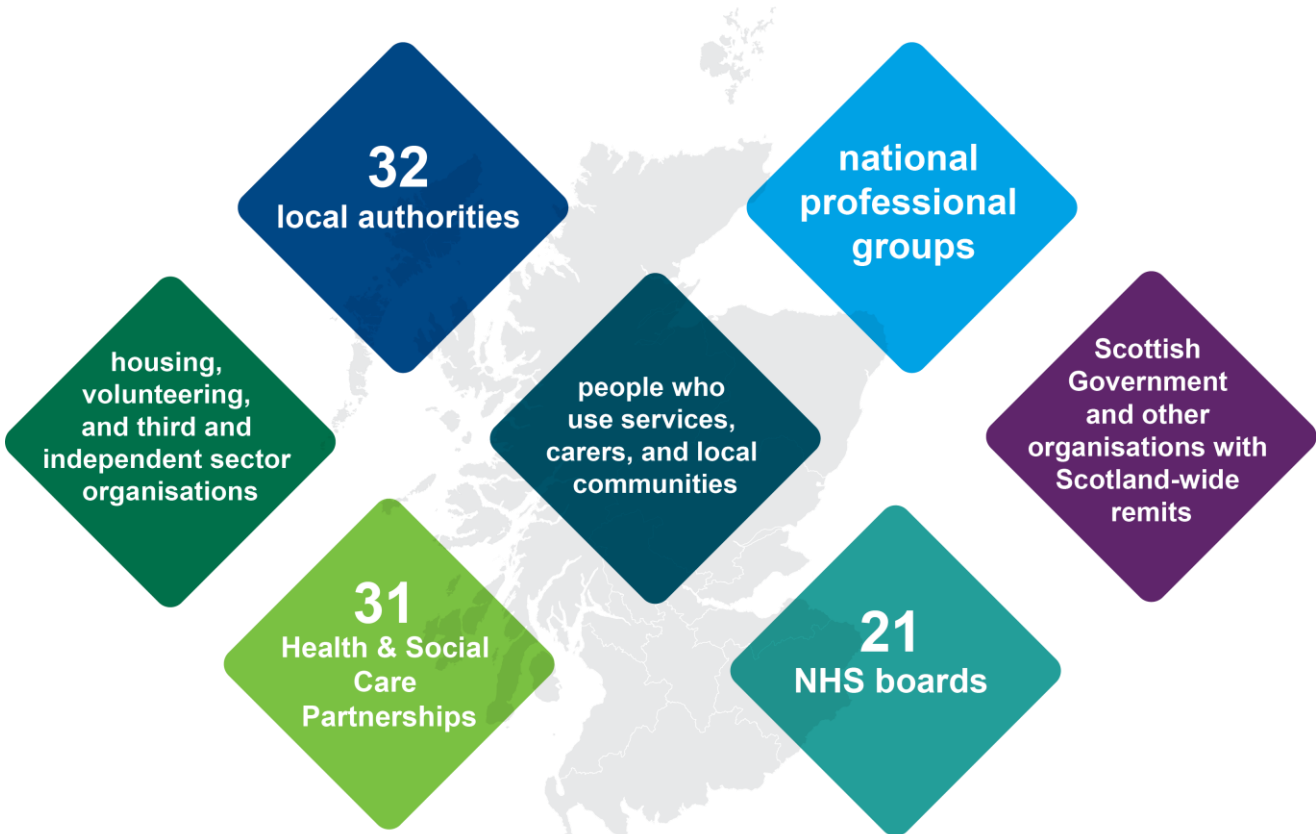 32
local authorities
national
professional
groups
housing,
volunteering,
and third and
independent sector
organisations
people who
use services,
carers, and local
communities
Scottish
Government
and other
organisations with
Scotland-wide
remits
31
Health & Social
Care
Partnerships
21
NHS boards